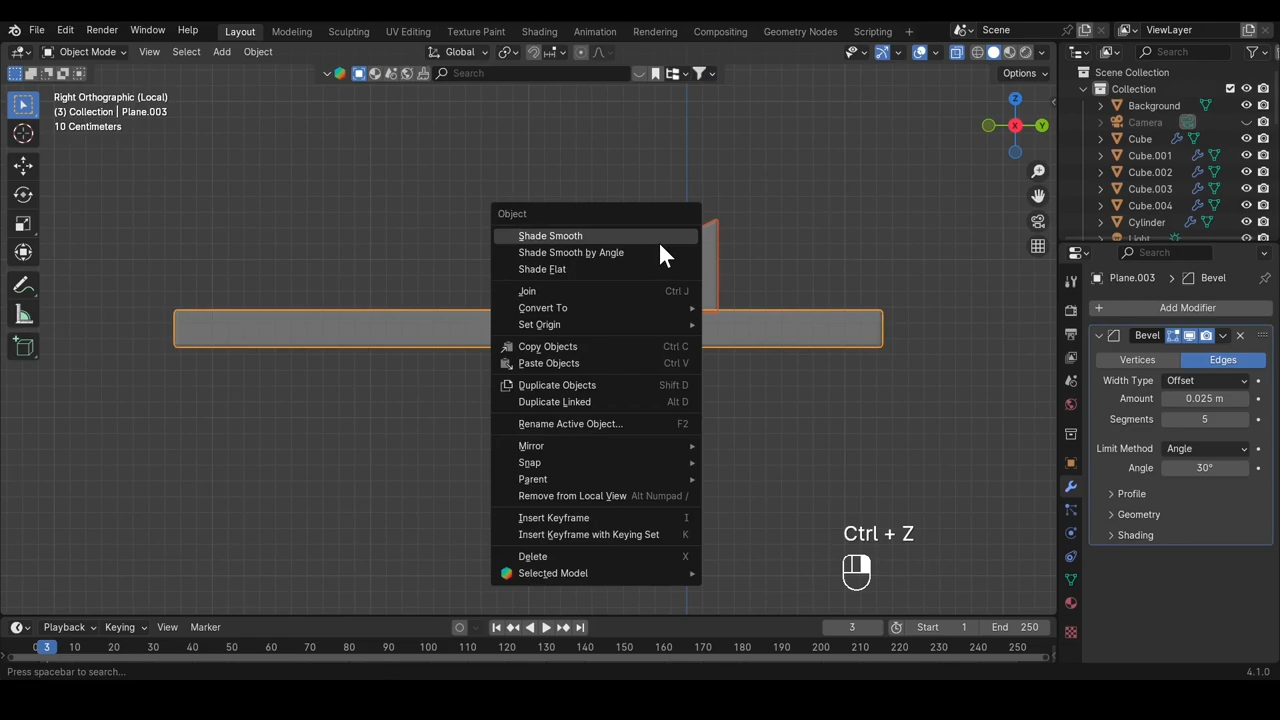 File Edit Render Window Help Layout Modeling Sculpting UV Editing Texture Paint Shading Animation Rendering Compositing Geometry Nodes Scripting + Scene ViewLayer
Object Mode View Select Add Object Global Search
Search Options
Right Orthographic (Local)
(3) Collection | Plane.003
10 Centimeters
Z
X
Y
Scene Collection
Collection
Background
Camera
Cube
Cube.001
Cube.002
Cube.003
Cube.004
Cylinder
Light
Object
Shade Smooth
Shade Smooth by Angle
Shade Flat
Join Ctrl J
Convert To
Set Origin
Copy Objects Ctrl C
Paste Objects Ctrl V
Duplicate Objects Shift D
Duplicate Linked Alt D
Rename Active Object... F2
Mirror
Snap
Parent
Remove from Local View Alt Numpad /
Insert Keyframe I
Insert Keyframe with Keying Set K
Delete X
Selected Model
Ctrl + Z
Search
Plane.003 > Bevel
+ Add Modifier
Bevel
Vertices Edges
Width Type Offset
Amount 0.025 m
Segments 5
Limit Method Angle
Angle 30°
Profile
Geometry
Shading
Playback Keying View Marker 3 Start 1 End 250
0 3 10 20 30 40 50 60 70 80 90 100 110 120 130 140 150 160 170 180 190 200 210 220 230 240 250
Press spacebar to search... 4.1.0